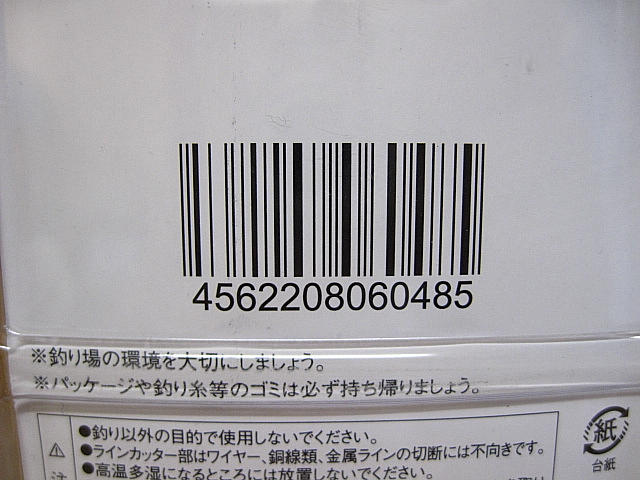 4562208060485
※釣り場の環境を大切にしましょう。
※パッケージや釣り糸等のゴミは必ず持ち帰りましょう。
●釣り以外の目的で使用しないでください。
●ラインカッター部はワイヤー、銅線類、金属ラインの切断には不向きです。
●高温多湿になるところには放置しないでください。
注
紙
台紙